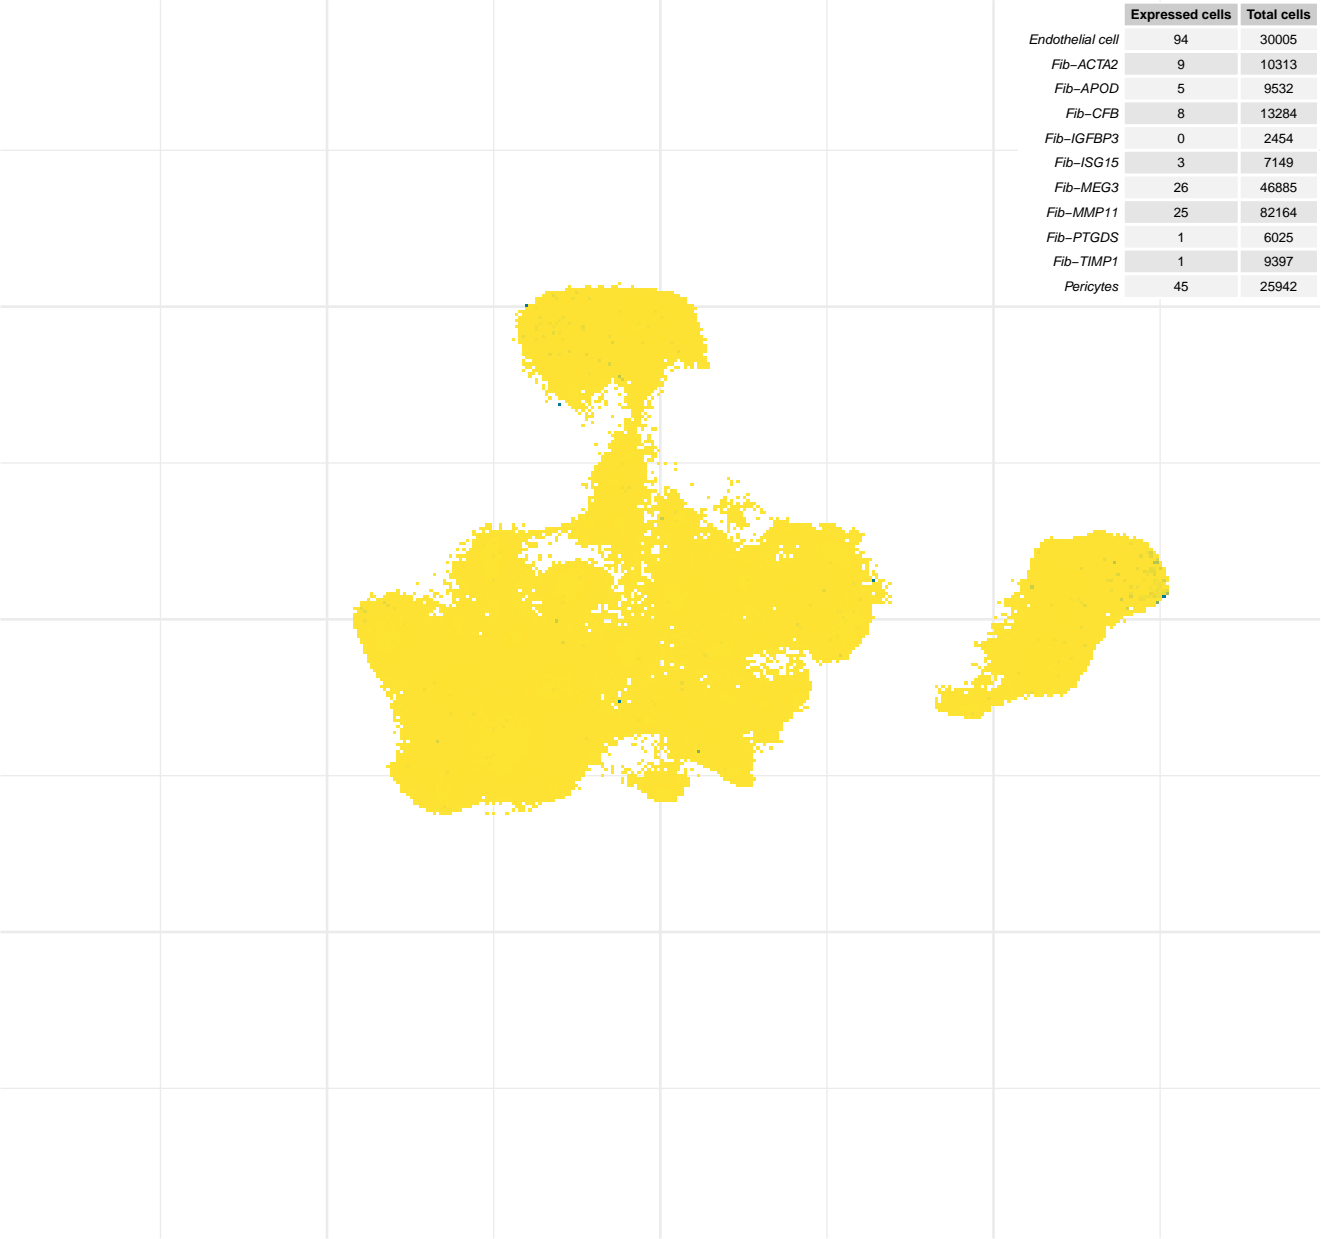 Expressed cells Total cells
Endothelial cell 94 30005
Fib−ACTA2 9 10313
Fib−APOD 5 9532
Fib−CFB 8 13284
Fib−IGFBP3 0 2454
Fib−ISG15 3 7149
Fib−MEG3 26 46885
Fib−MMP11 25 82164
Fib−PTGDS 1 6025
Fib−TIMP1 1 9397
Pericytes 45 25942